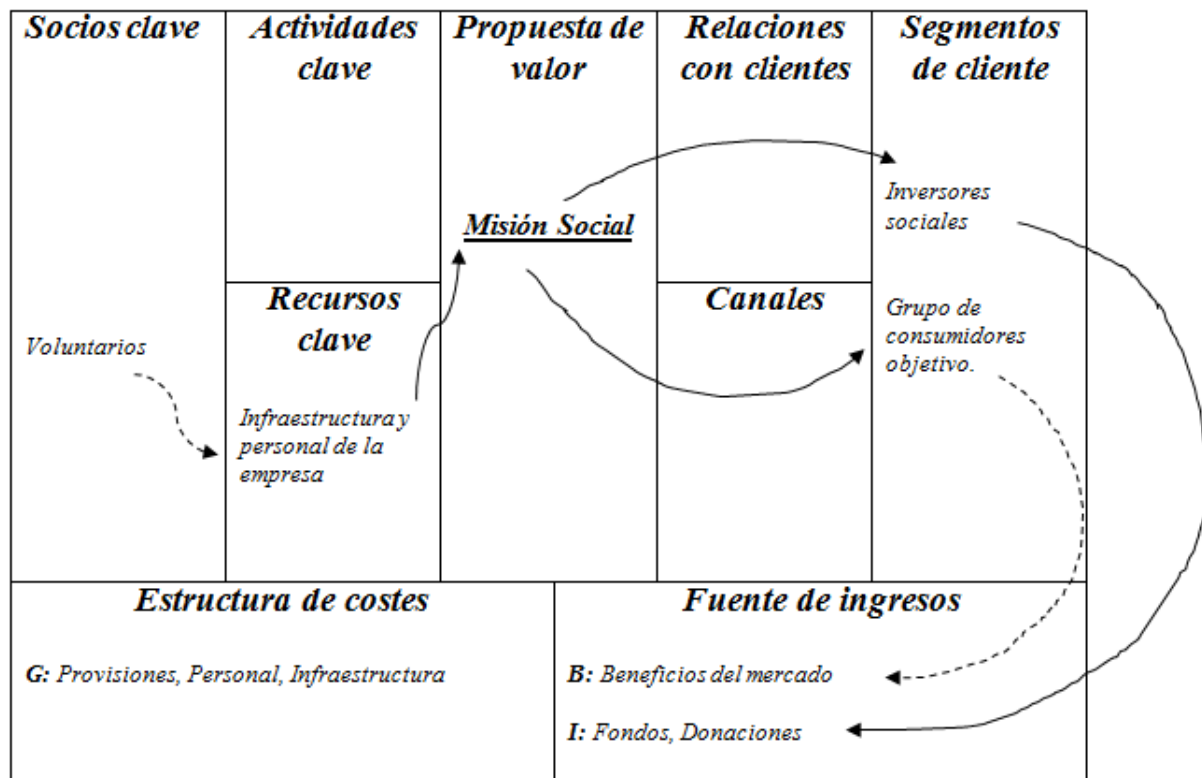 Socios clave
Actividades
clave
Propuesta de
valor
Relaciones
con clientes
Segmentos
de cliente
Inversores
sociales
Misión Social
Recursos
clave
Canales
Grupo de
consumidores
objetivo.
Voluntarios
Infraestructura y
personal de la
empresa
Estructura de costes
Fuente de ingresos
G: Provisiones, Personal, Infraestructura
B: Beneficios del mercado
I: Fondos, Donaciones